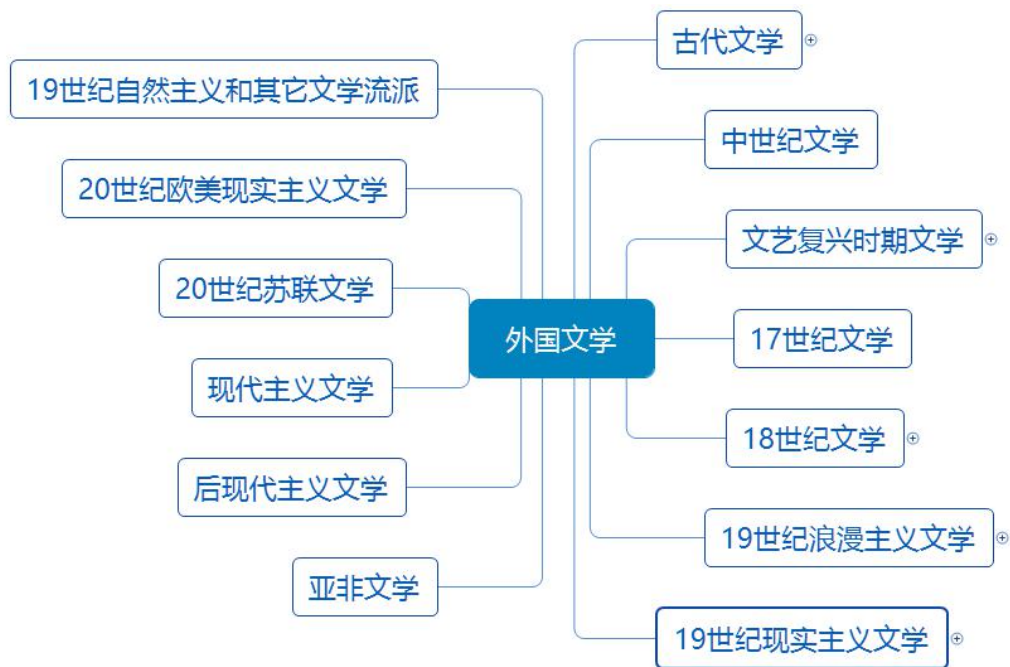 外国文学
古代文学
中世纪文学
文艺复兴时期文学
17世纪文学
18世纪文学
19世纪浪漫主义文学
19世纪现实主义文学
19世纪自然主义和其它文学流派
20世纪欧美现实主义文学
20世纪苏联文学
现代主义文学
后现代主义文学
亚非文学